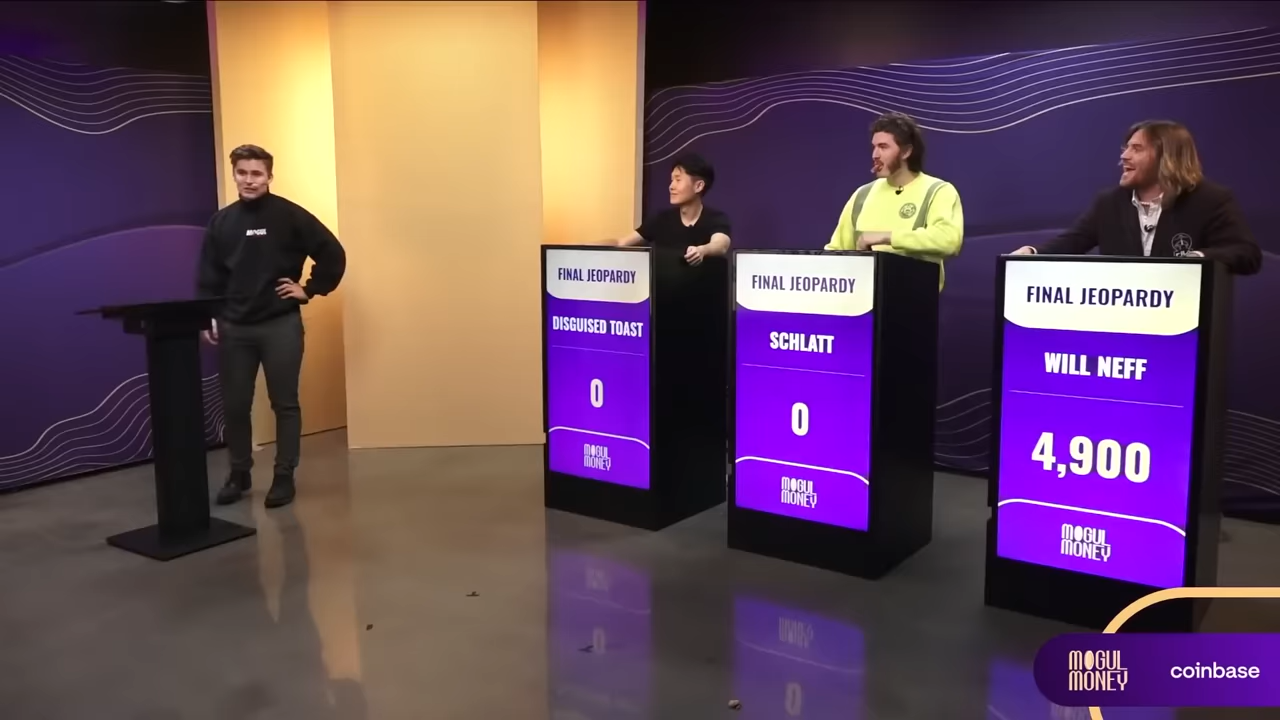 MOGUL
FINAL JEOPARDY
DISGUISED TOAST
0
MOGUL
MONEY
FINAL JEOPARDY
SCHLATT
0
MOGUL
MONEY
FINAL JEOPARDY
WILL NEFF
4,900
MOGUL
MONEY
MOGUL
MONEY
coinbase